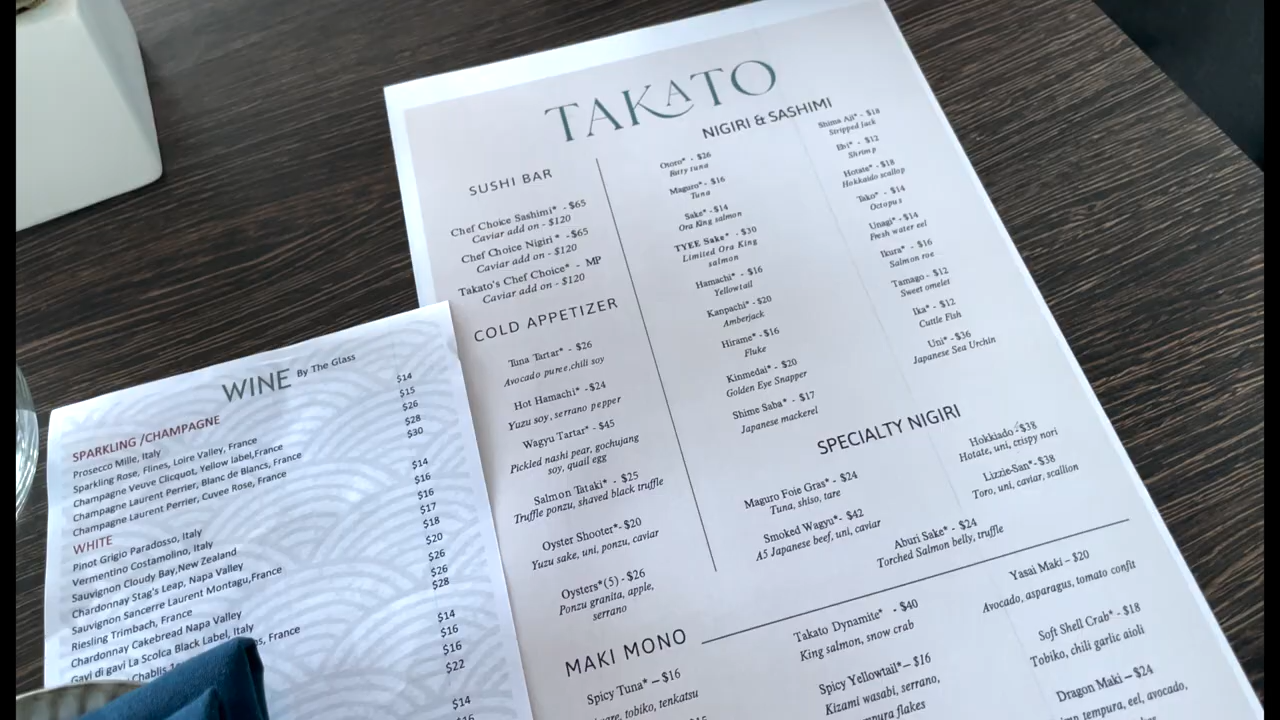 TAKATO
SUSHI BAR
Chef Choice Sashimi* - $65
Caviar add on - $120
Chef Choice Nigiri * -$65
Caviar add on - $120
Takato's Chef Choice* - MP
Caviar add on - $120
COLD APPETIZER
Tuna Tartar* - $26
Avocado puree,chili soy
Hot Hamachi* -$24
Yuzu soy, serrano pepper
Wagyu Tartar* - $45
Pickled nashi pear, gochujang
soy, quail egg
Salmon Tataki* - $25
Truffle ponzu, shaved black truffle
Oyster Shooter*- $20
Yuzu sake, uni, ponzu, caviar
Oysters*(5) - $26
Ponzu granita, apple,
serrano
NIGIRI & SASHIMI
Otoro* - $26
Fatty tuna
Maguro* - $16
Tuna
Sake* -$14
Ora King salmon
TYEE Sake* - $30
Limited Ora King
salmon
Hamachi* - $16
Yellowtail
Kanpachi* -$20
Amberjack
Hirame* -$16
Fluke
Kinmedai* - $20
Golden Eye Snapper
Shime Saba* - $17
Japanese mackerel
Shima Aji* - $18
Stripped Jack
Ebi* - $12
Shrimp
Hotate* - $18
Hokkaido scallop
Tako* - $14
Octopus
Unagi* - $14
Fresh water eel
Ikura* - $16
Salmon roe
Tamago - $12
Sweet omelet
Ika* - $12
Cuttle Fish
Uni* -$36
Japanese Sea Urchin
SPECIALTY NIGIRI
Maguro Foie Gras* - $24
Tuna, shiso, tare
Smoked Wagyu*- $42
A5 Japanese beef, uni, caviar
Hokkiado -$38
Hotate, uni, crispy nori
Lizzie-San*- $38
Toro, uni, caviar, scallion
Aburi Sake* - $24
Torched Salmon belly, truffle
MAKI MONO
Spicy Tuna* – $16
tobiko, tenkatsu
Takato Dynamite* - $40
King salmon, snow crab
Spicy Yellowtail* – $16
Kizami wasabi, serrano,
flakes
Yasai Maki – $20
Avocado, asparagus, tomato confit
Soft Shell Crab* - $18
Tobiko, chili garlic aioli
Dragon Maki – $24
tempura, eel, avocado,
WINE By The Glass
SPARKLING /CHAMPAGNE
Prosecco Mille, Italy $14
Sparkling Rose, Flines, Loire Valley, France $15
Champagne Veuve Clicquot, Yellow label,France $26
Champagne Laurent Perrier, Blanc de Blancs, France $28
Champagne Laurent Perrier, Cuvee Rose, France $30
WHITE
Pinot Grigio Paradosso, Italy $14
Vermentino Costamolino, Italy $16
Sauvignon Cloudy Bay,New Zealand $16
Chardonnay Stag's Leap, Napa Valley $17
Sauvignon Sancerre Laurent Montagu,France $18
Riesling Trimbach, France $20
Chardonnay Cakebread Napa Valley $26
Gavi di gavi La Scolca Black Label, Italy $26
Chablis France $28
$14
$16
$16
$22
$14